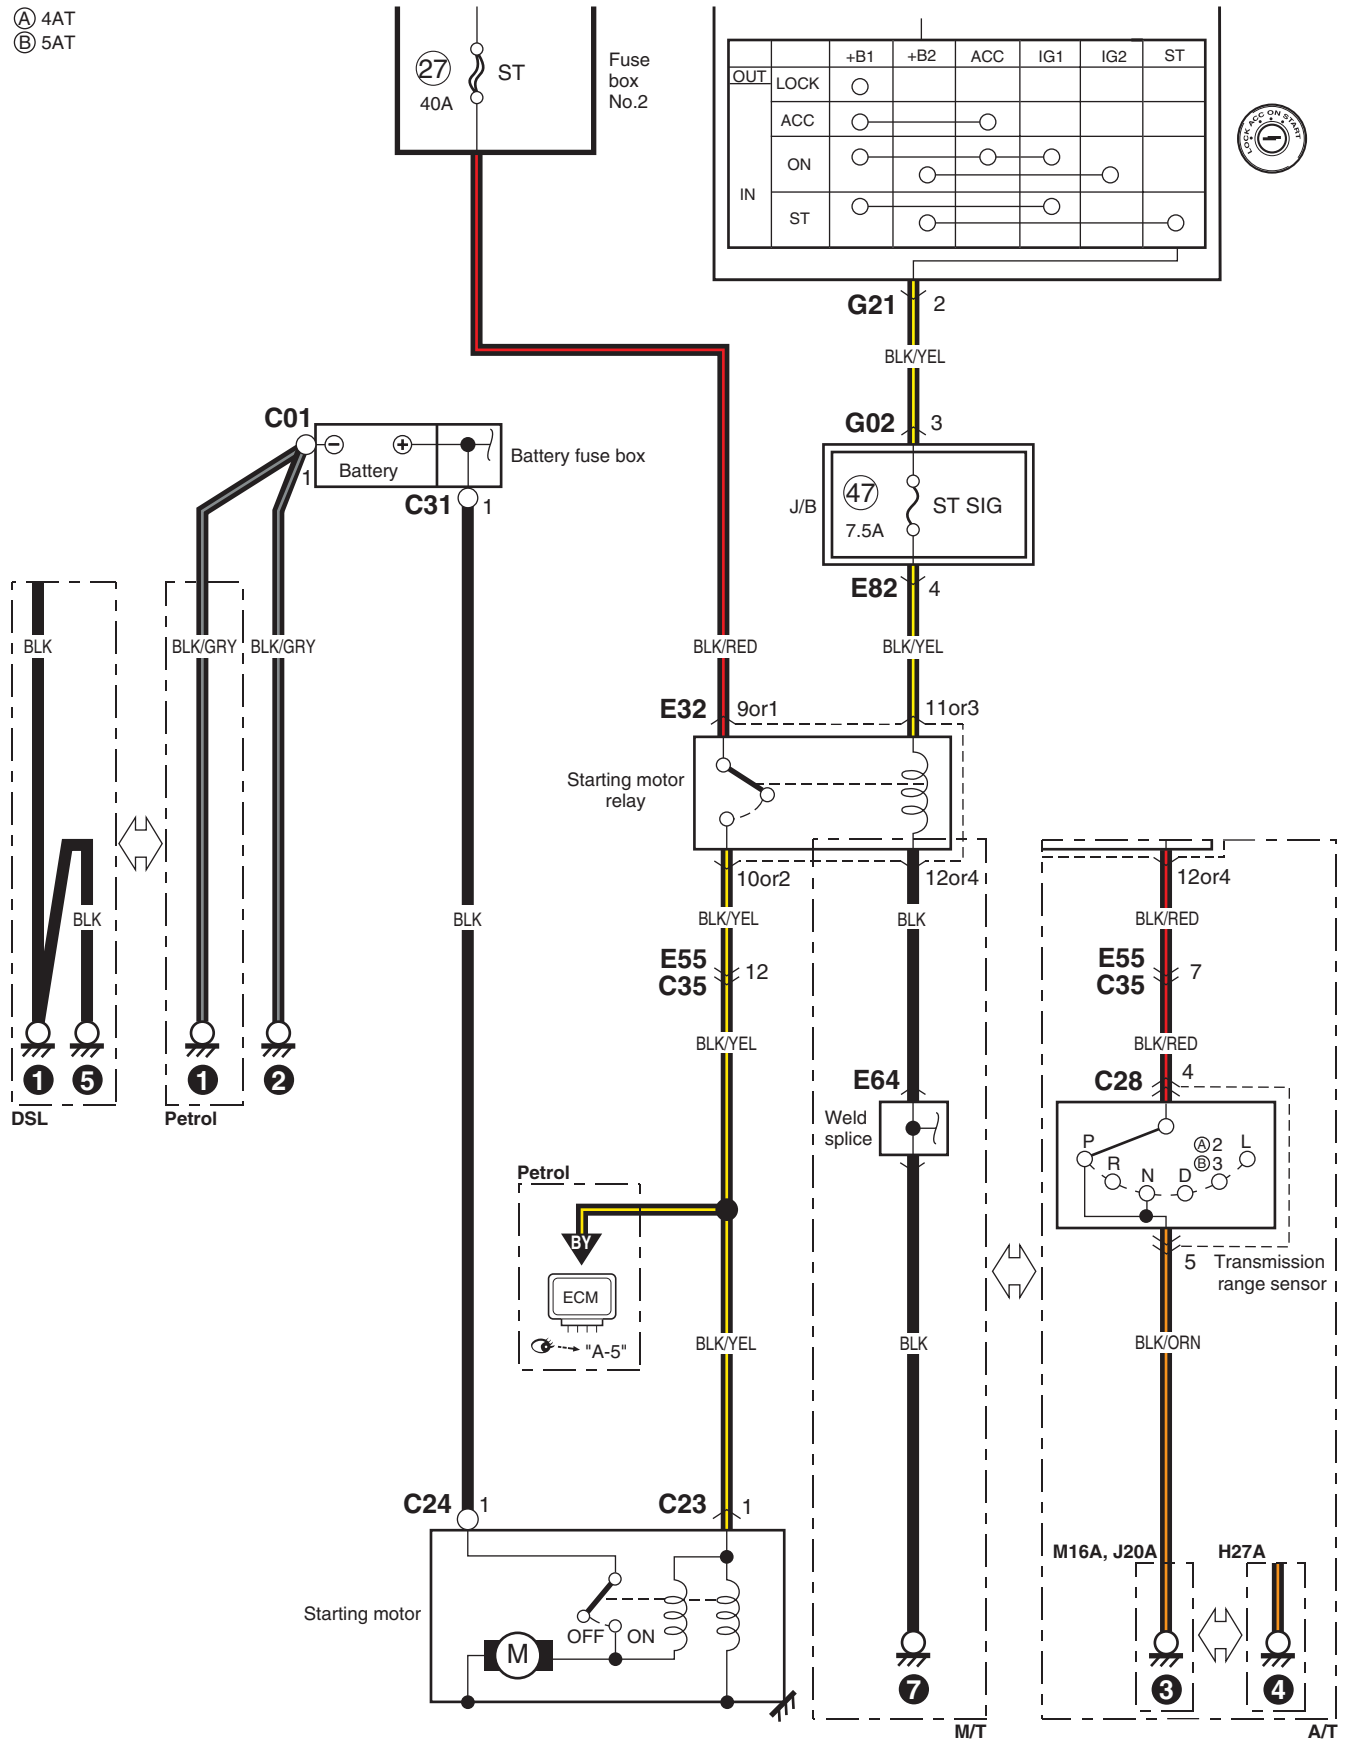 Ⓐ 4AT
Ⓑ 5AT
27
40A
ST
Fuse
box
No.2
+B1 +B2 ACC IG1 IG2 ST
OUT
LOCK
ACC
ON
IN
ST
LOCK ACC ON START
G21 2
BLK/YEL
G02 3
J/B
47
7.5A
ST SIG
E82 4
C01
1
Battery
Battery fuse box
C31 1
BLK
BLK/GRY
BLK/GRY
BLK/RED
BLK/YEL
E32 9or1
11or3
Starting motor
relay
10or2
12or4
12or4
BLK
BLK
BLK/YEL
BLK
BLK/RED
E55
C35
12
E55
C35
7
BLK/YEL
BLK/RED
1
5
1
2
DSL
Petrol
E64
Weld
splice
C28 4
P
R
N
D
Ⓐ2
Ⓑ3
L
5
Transmission
range sensor
Petrol
BY
ECM
"A-5"
BLK/YEL
BLK
BLK/ORN
C24 1
C23 1
Starting motor
M
OFF
ON
M16A, J20A
H27A
7
3
4
M/T
A/T